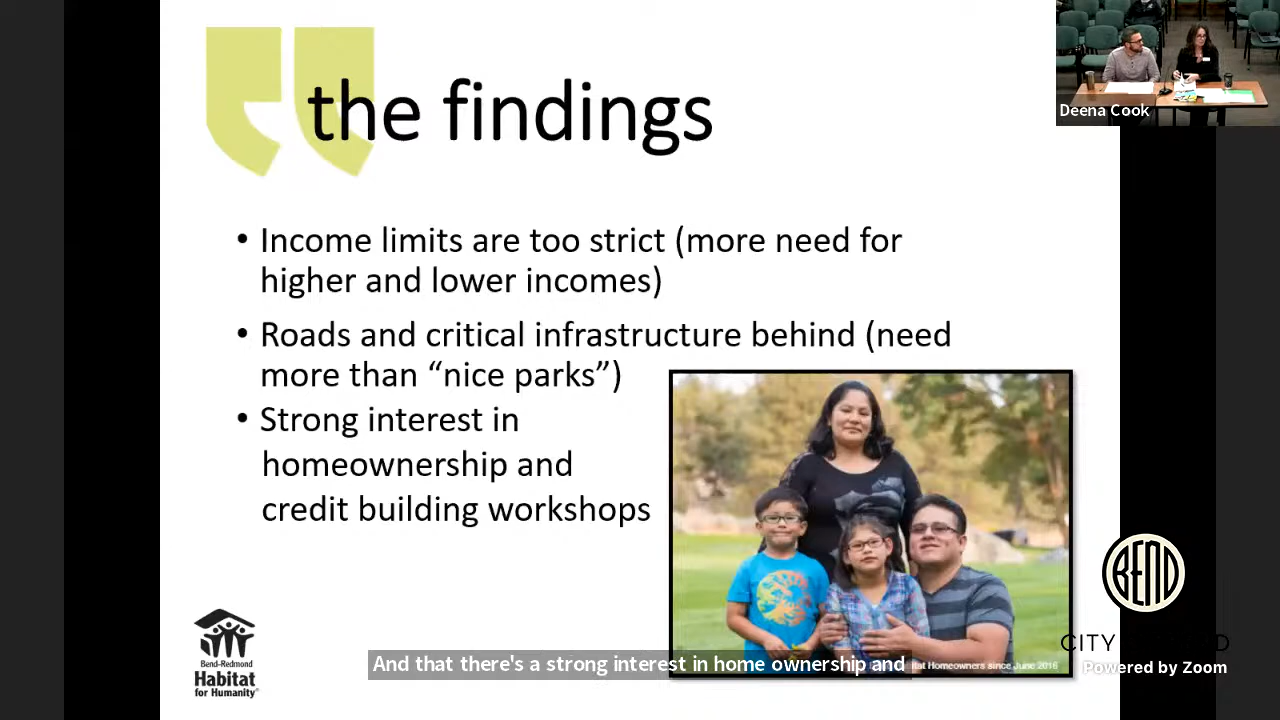 the findings
Deena Cook
• Income limits are too strict (more need for
higher and lower incomes)
• Roads and critical infrastructure behind (need
more than “nice parks”)
• Strong interest in
homeownership and
credit building workshops
BEND
CITY
Powered by Zoom
Bend-Redmond
Habitat
for Humanity®
And that there's a strong interest in home ownership and
Homeowners since June 2016